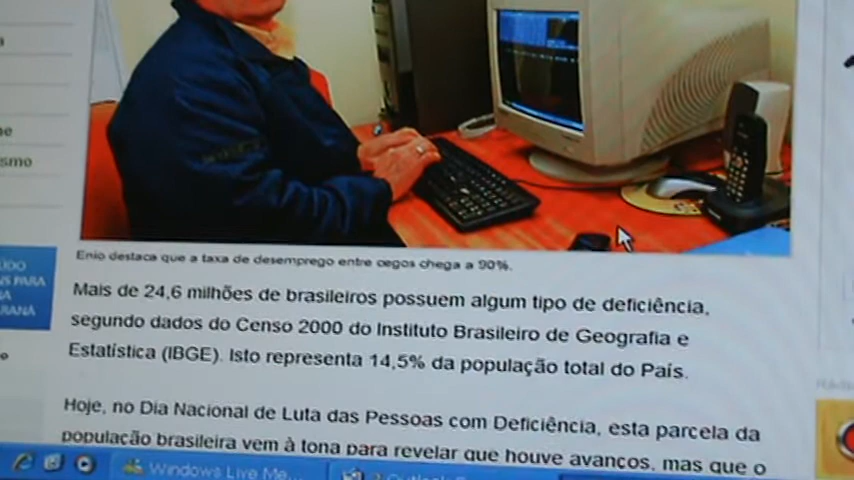 smo
Enio destaca que a taxa de desemprego entre cegos chega a 90%.
Mais de 24,6 milhões de brasileiros possuem algum tipo de deficiência,
segundo dados do Censo 2000 do Instituto Brasileiro de Geografia e
Estatística (IBGE). Isto representa 14,5% da população total do País.
Hoje, no Dia Nacional de Luta das Pessoas com Deficiência, esta parcela da
população brasileira vem à tona para revelar que houve avanços, mas que o
PARA
Windows Live Me...